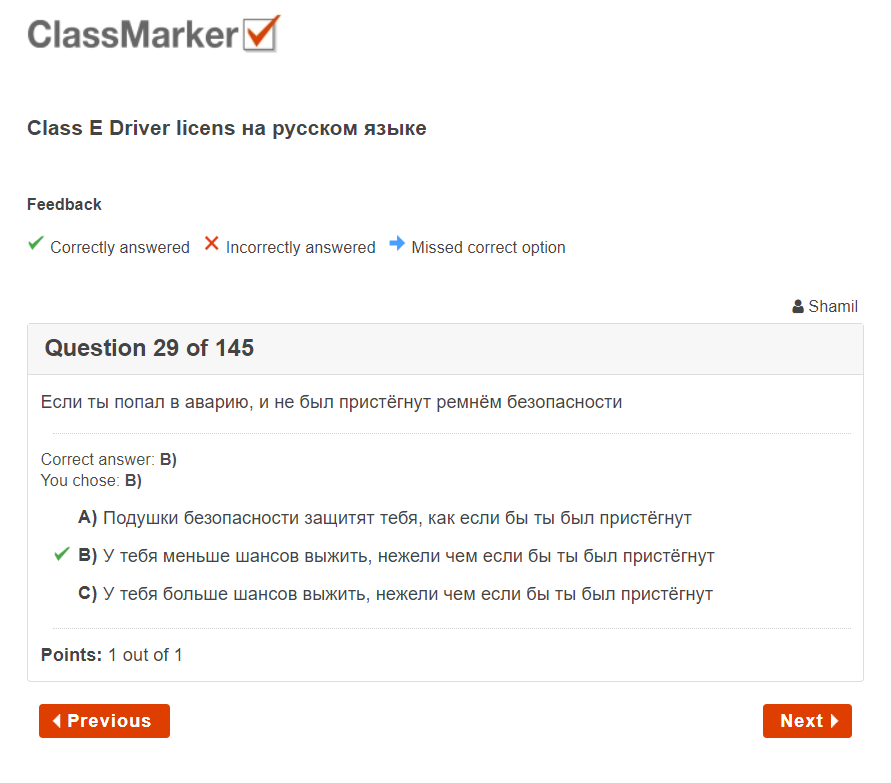 ClassMarker
Class E Driver licens на русском языке
Feedback
Correctly answered Incorrectly answered Missed correct option
Shamil
Question 29 of 145
Если ты попал в аварию, и не был пристёгнут ремнём безопасности
Correct answer: B)
You chose: B)
A) Подушки безопасности защитят тебя, как если бы ты был пристёгнут
B) У тебя меньше шансов выжить, нежели чем если бы ты был пристёгнут
C) У тебя больше шансов выжить, нежели чем если бы ты был пристёгнут
Points: 1 out of 1
Previous Next